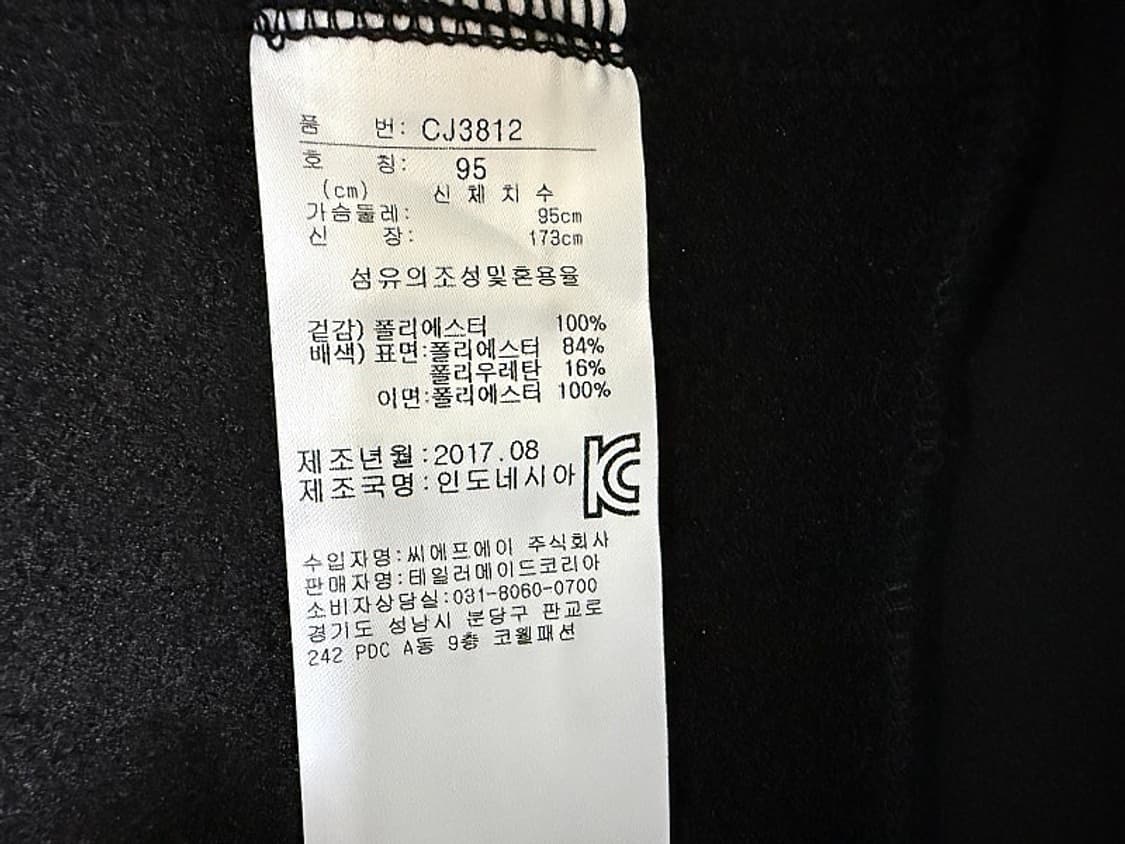 품 번: CJ3812
호 칭: 95
(cm) 신 체 치 수
가슴둘레: 95cm
신 장: 173cm
섬유의조성및혼용율
겉감) 폴리에스터 100%
배색) 표면:폴리에스터 84%
폴리우레탄 16%
이면:폴리에스터 100%
제조년월:2017.08
제조국명:인도네시아
KC
수입자명:씨에프에이 주식회사
판매자명:테일러메이드코리아
소비자상담실:031-8060-0700
경기도 성남시 분당구 판교로
242 PDC A동 9층 코웰패션